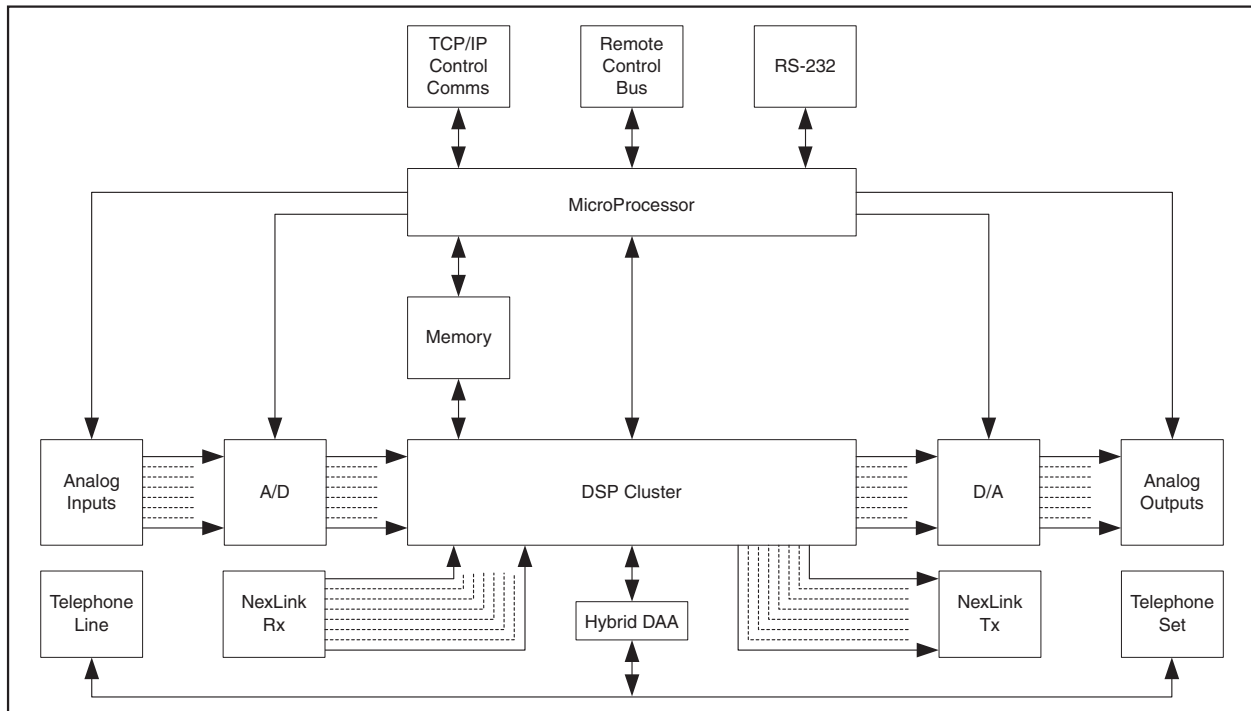 TCP/IP
Control
Comms
Remote
Control
Bus
RS-232
MicroProcessor
Memory
Analog
Inputs
A/D
DSP Cluster
D/A
Analog
Outputs
Telephone
Line
NexLink
Rx
Hybrid DAA
NexLink
Tx
Telephone
Set